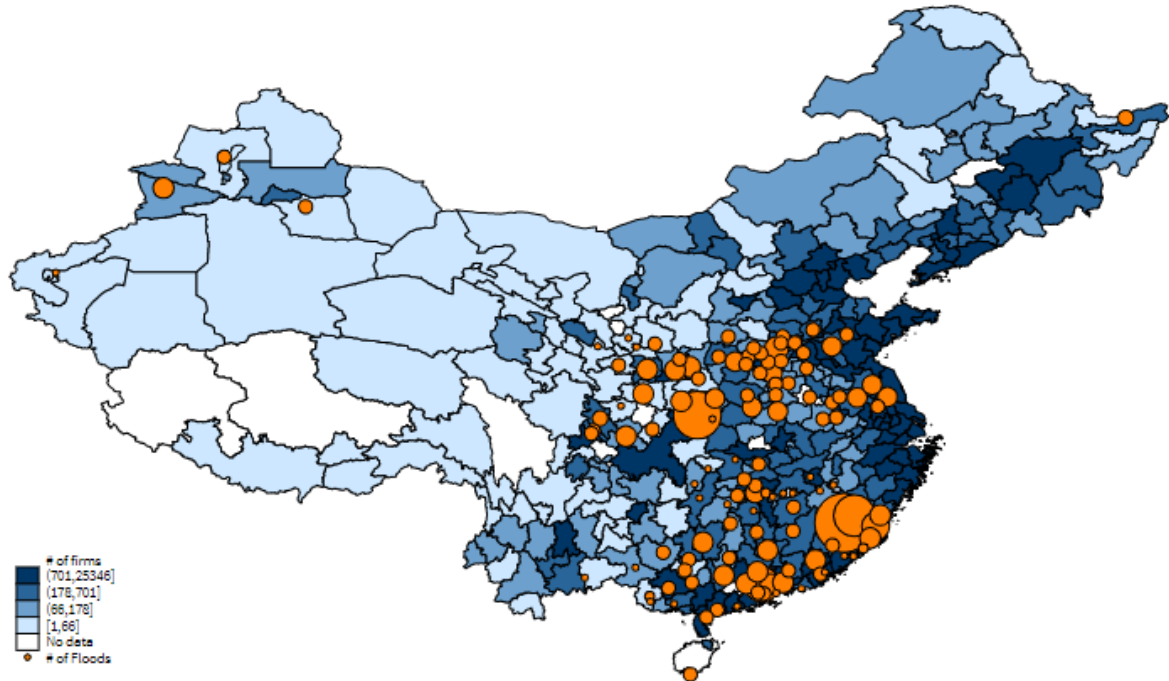 # of firms
(701,25346]
(178,701]
(66,178]
[1,66]
No data
# of Floods